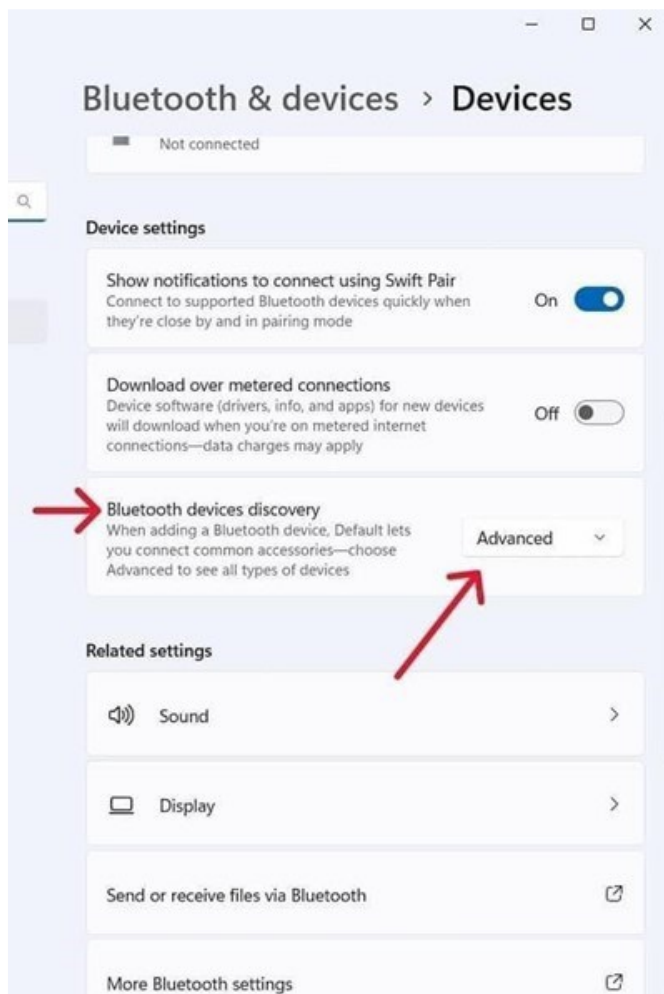 Bluetooth & devices > Devices
Not connected
Device settings
Show notifications to connect using Swift Pair
Connect to supported Bluetooth devices quickly when
they're close by and in pairing mode
On
Download over metered connections
Device software (drivers, info, and apps) for new devices
will download when you're on metered internet
connections—data charges may apply
Off
Bluetooth devices discovery
When adding a Bluetooth device, Default lets
you connect common accessories—choose
Advanced to see all types of devices
Advanced
Related settings
Sound
Display
Send or receive files via Bluetooth
More Bluetooth settings